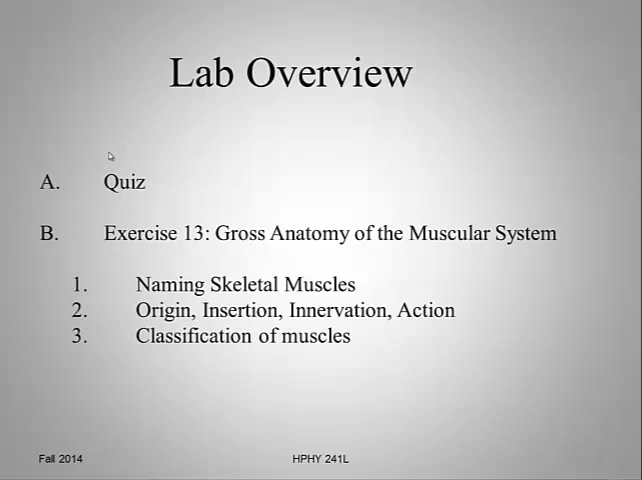 Lab Overview
A. Quiz
B. Exercise 13: Gross Anatomy of the Muscular System
1. Naming Skeletal Muscles
2. Origin, Insertion, Innervation, Action
3. Classification of muscles
Fall 2014 HPHY 241L